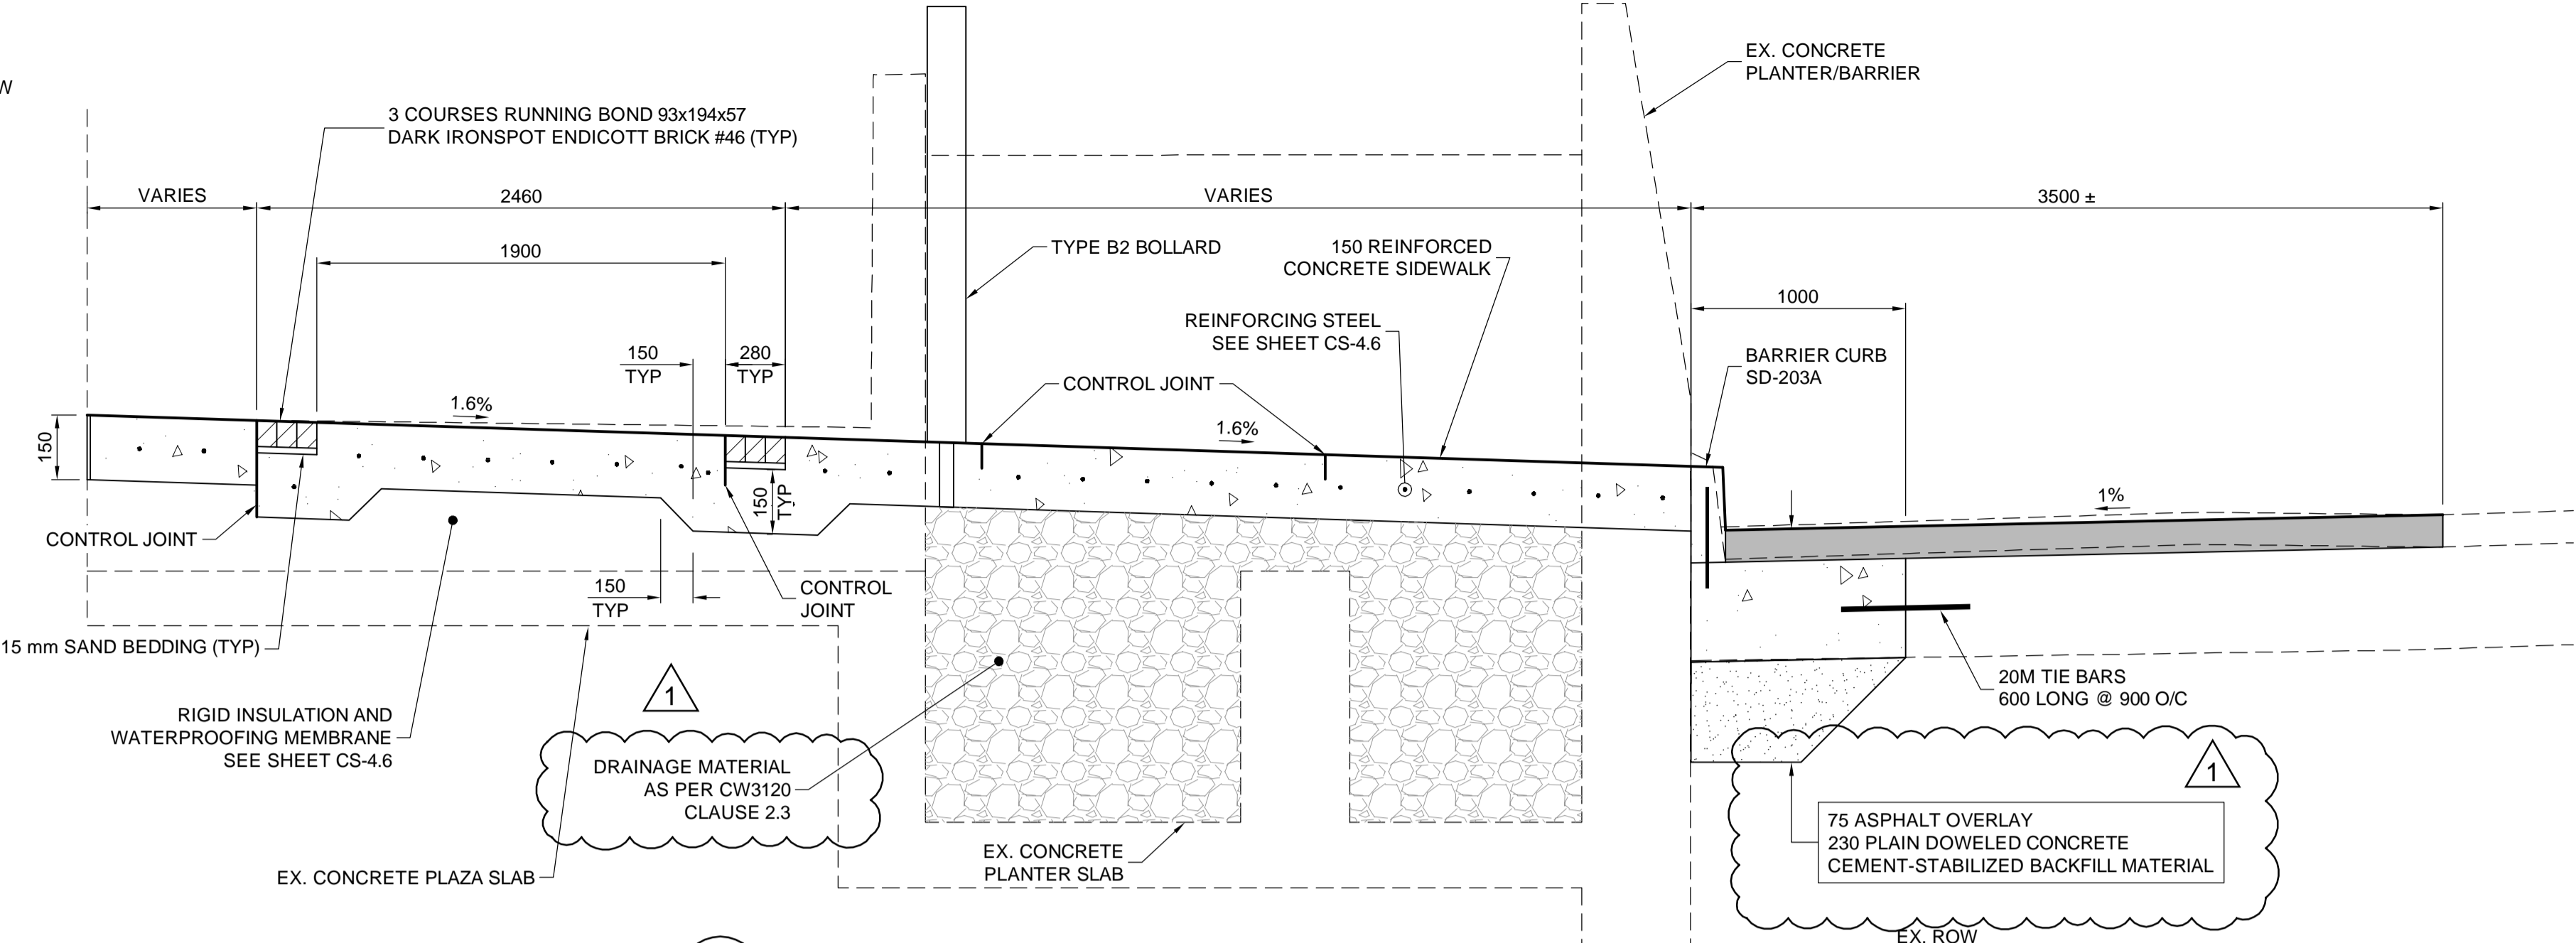 W
EX. CONCRETE
PLANTER/BARRIER
3 COURSES RUNNING BOND 93x194x57
DARK IRONSPOT ENDICOTT BRICK #46 (TYP)
VARIES
2460
VARIES
3500 ±
1900
TYPE B2 BOLLARD
150 REINFORCED
CONCRETE SIDEWALK
1000
REINFORCING STEEL
SEE SHEET CS-4.6
150
TYP
280
TYP
BARRIER CURB
SD-203A
CONTROL JOINT
1.6%
1.6%
150
150
TYP
1%
CONTROL JOINT
150
TYP
CONTROL
JOINT
15 mm SAND BEDDING (TYP)
20M TIE BARS
600 LONG @ 900 O/C
1
RIGID INSULATION AND
WATERPROOFING MEMBRANE
SEE SHEET CS-4.6
DRAINAGE MATERIAL
AS PER CW3120
CLAUSE 2.3
1
75 ASPHALT OVERLAY
230 PLAIN DOWELED CONCRETE
CEMENT-STABILIZED BACKFILL MATERIAL
EX. CONCRETE
PLANTER SLAB
EX. CONCRETE PLAZA SLAB
EX. ROW